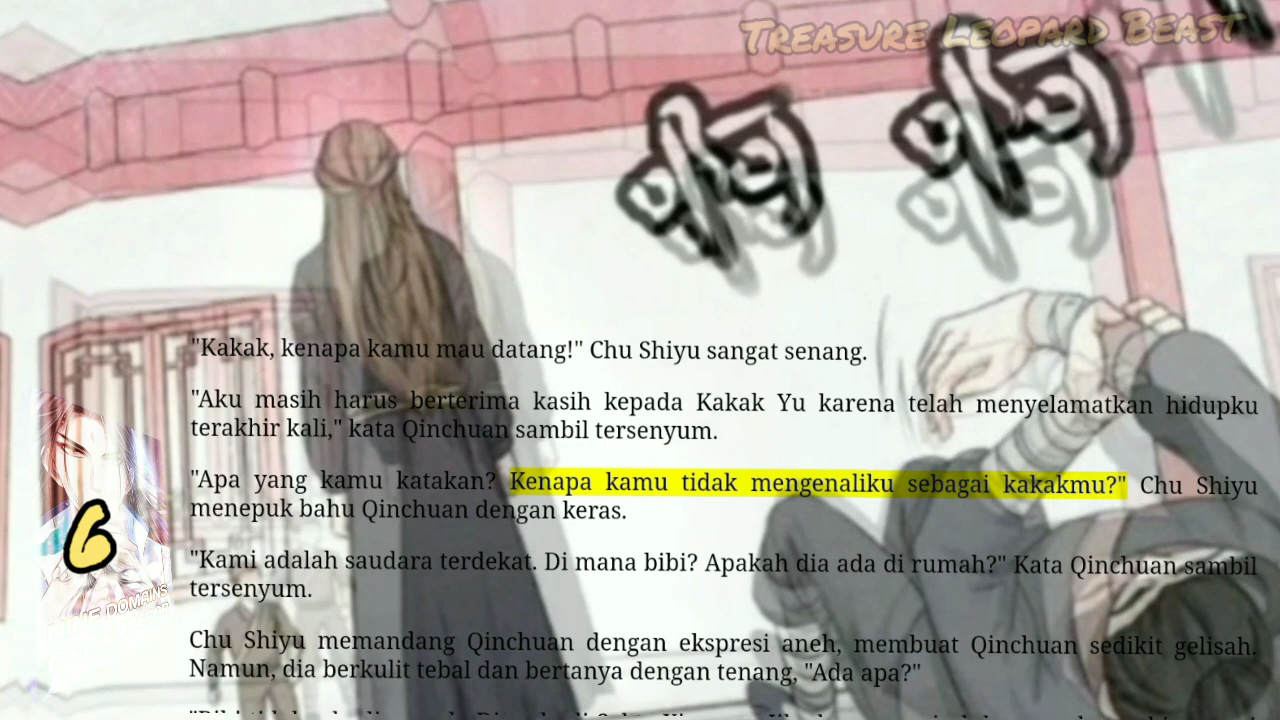 Treasure Leopard Beast
"Kakak, kenapa kamu mau datang!" Chu Shiyu sangat senang.
"Aku masih harus berterima kasih kepada Kakak Yu karena telah menyelamatkan hidupku
terakhir kali," kata Qinchuan sambil tersenyum.
"Apa yang kamu katakan? Kenapa kamu tidak mengenaliku sebagai kakakmu?" Chu Shiyu
menepuk bahu Qinchuan dengan keras.
6
"Kami adalah saudara terdekat. Di mana bibi? Apakah dia ada di rumah?" Kata Qinchuan sambil
tersenyum.
DOMAINS
Chu Shiyu memandang Qinchuan dengan ekspresi aneh, membuat Qinchuan sedikit gelisah.
Namun, dia berkulit tebal dan bertanya dengan tenang, "Ada apa?"